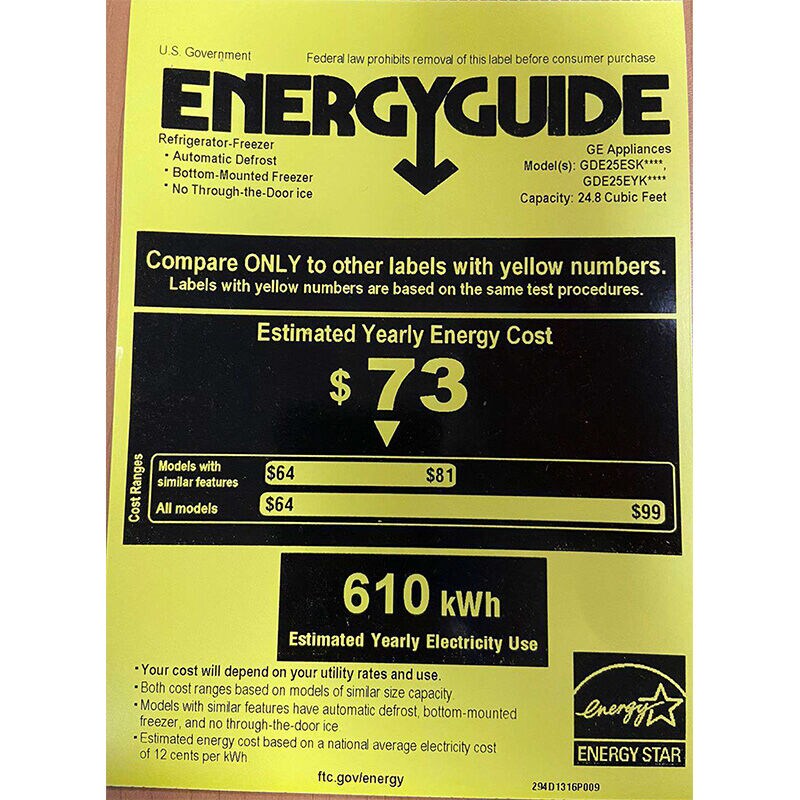 U.S. Government
Federal law prohibits removal of this label before consumer purchase
ENERGYGUIDE
Refrigerator-Freezer
• Automatic Defrost
• Bottom-Mounted Freezer
• No Through-the-Door ice
GE Appliances
Model(s): GDE25ESK****,
GDE25EYK****
Capacity: 24.8 Cubic Feet
Compare ONLY to other labels with yellow numbers.
Labels with yellow numbers are based on the same test procedures.
Estimated Yearly Energy Cost
$73
Cost Ranges
Models with
similar features
$64 $81
All models $64 $99
610 kWh
Estimated Yearly Electricity Use
• Your cost will depend on your utility rates and use.
• Both cost ranges based on models of similar size capacity
• Models with similar features have automatic defrost, bottom-mounted
freezer, and no through-the-door ice
• Estimated energy cost based on a national average electricity cost
of 12 cents per kWh
ftc.gov/energy
energy
ENERGY STAR
294D1316P009